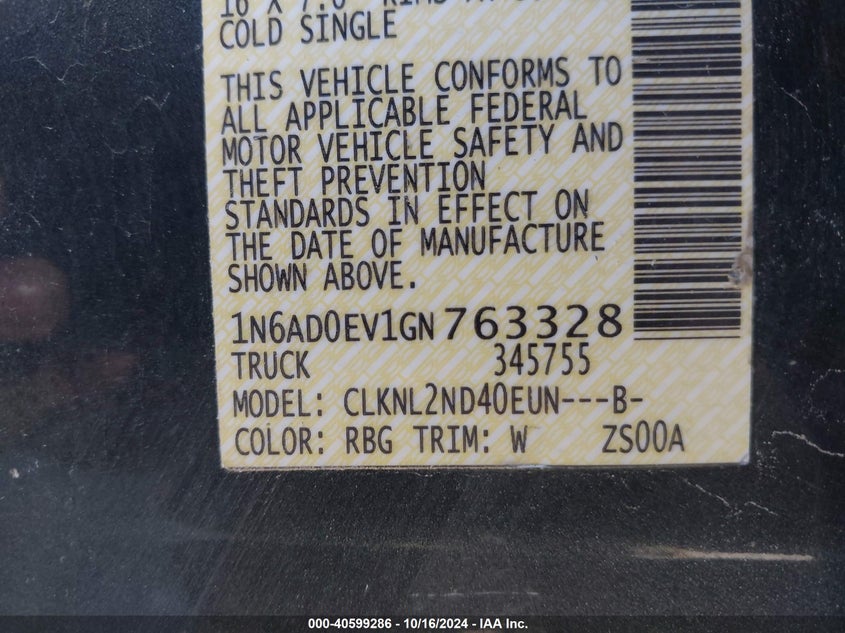 COLD SINGLE
THIS VEHICLE CONFORMS TO
ALL APPLICABLE FEDERAL
MOTOR VEHICLE SAFETY AND
THEFT PREVENTION
STANDARDS IN EFFECT ON
THE DATE OF MANUFACTURE
SHOWN ABOVE.
1N6AD0EV1GN763328
TRUCK 345755
MODEL: CLKNL2ND40EUN---B-
COLOR: RBG TRIM: W ZS00A
000-40599286 - 10/16/2024 - IAA Inc.